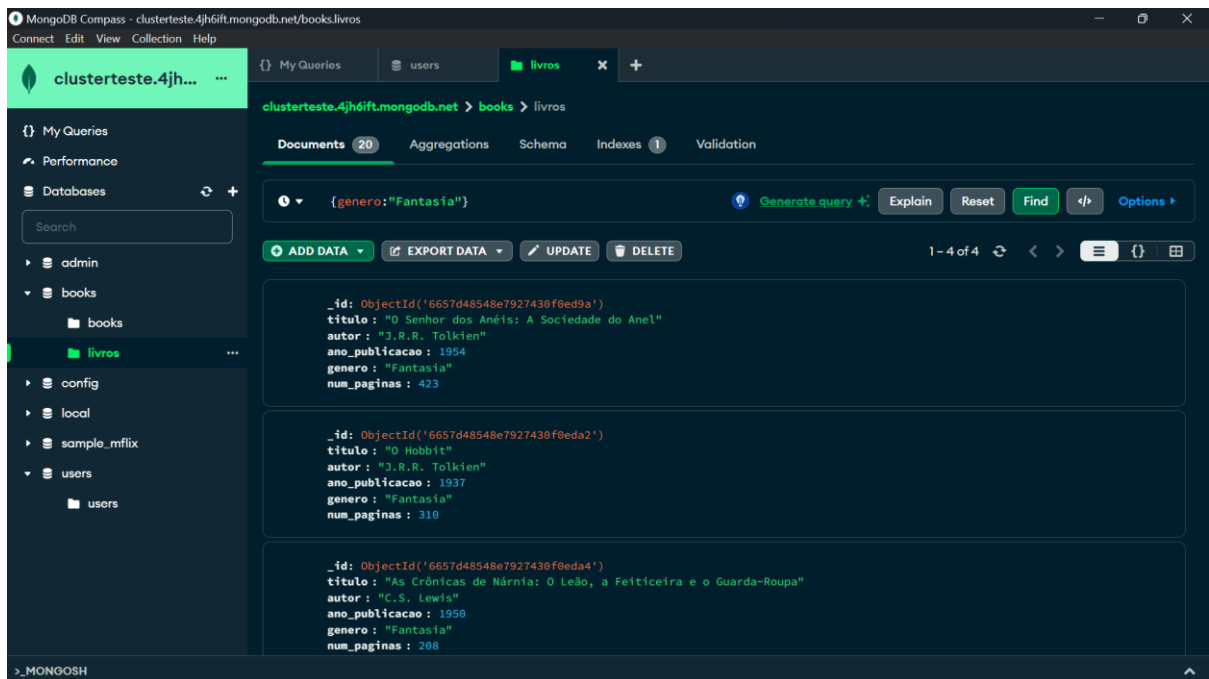 MongoDB Compass - clusterteste.4jh6ift.mongodb.net/books.livros
Connect Edit View Collection Help
clusterteste.4jh... ...
{} My Queries
Performance
Databases
Search
admin
books
books
livros ...
config
local
sample_mflix
users
users
{} My Queries
users
livros
clusterteste.4jh6ift.mongodb.net > books > livros
Documents 20 Aggregations Schema Indexes 1 Validation
{genero:"Fantasia"}
Generate query Explain Reset Find </> Options
ADD DATA EXPORT DATA UPDATE DELETE 1 – 4 of 4 {}
_id: ObjectId('6657d48548e7927430f0ed9a')
titulo : "O Senhor dos Anéis: A Sociedade do Anel"
autor : "J.R.R. Tolkien"
ano_publicacao : 1954
genero : "Fantasia"
num_paginas : 423
_id: ObjectId('6657d48548e7927430f0eda2')
titulo : "O Hobbit"
autor : "J.R.R. Tolkien"
ano_publicacao : 1937
genero : "Fantasia"
num_paginas : 310
_id: ObjectId('6657d48548e7927430f0eda4')
titulo : "As Crônicas de Nárnia: O Leão, a Feiticeira e o Guarda-Roupa"
autor : "C.S. Lewis"
ano_publicacao : 1950
genero : "Fantasia"
num_paginas : 208
>_MONGOSH